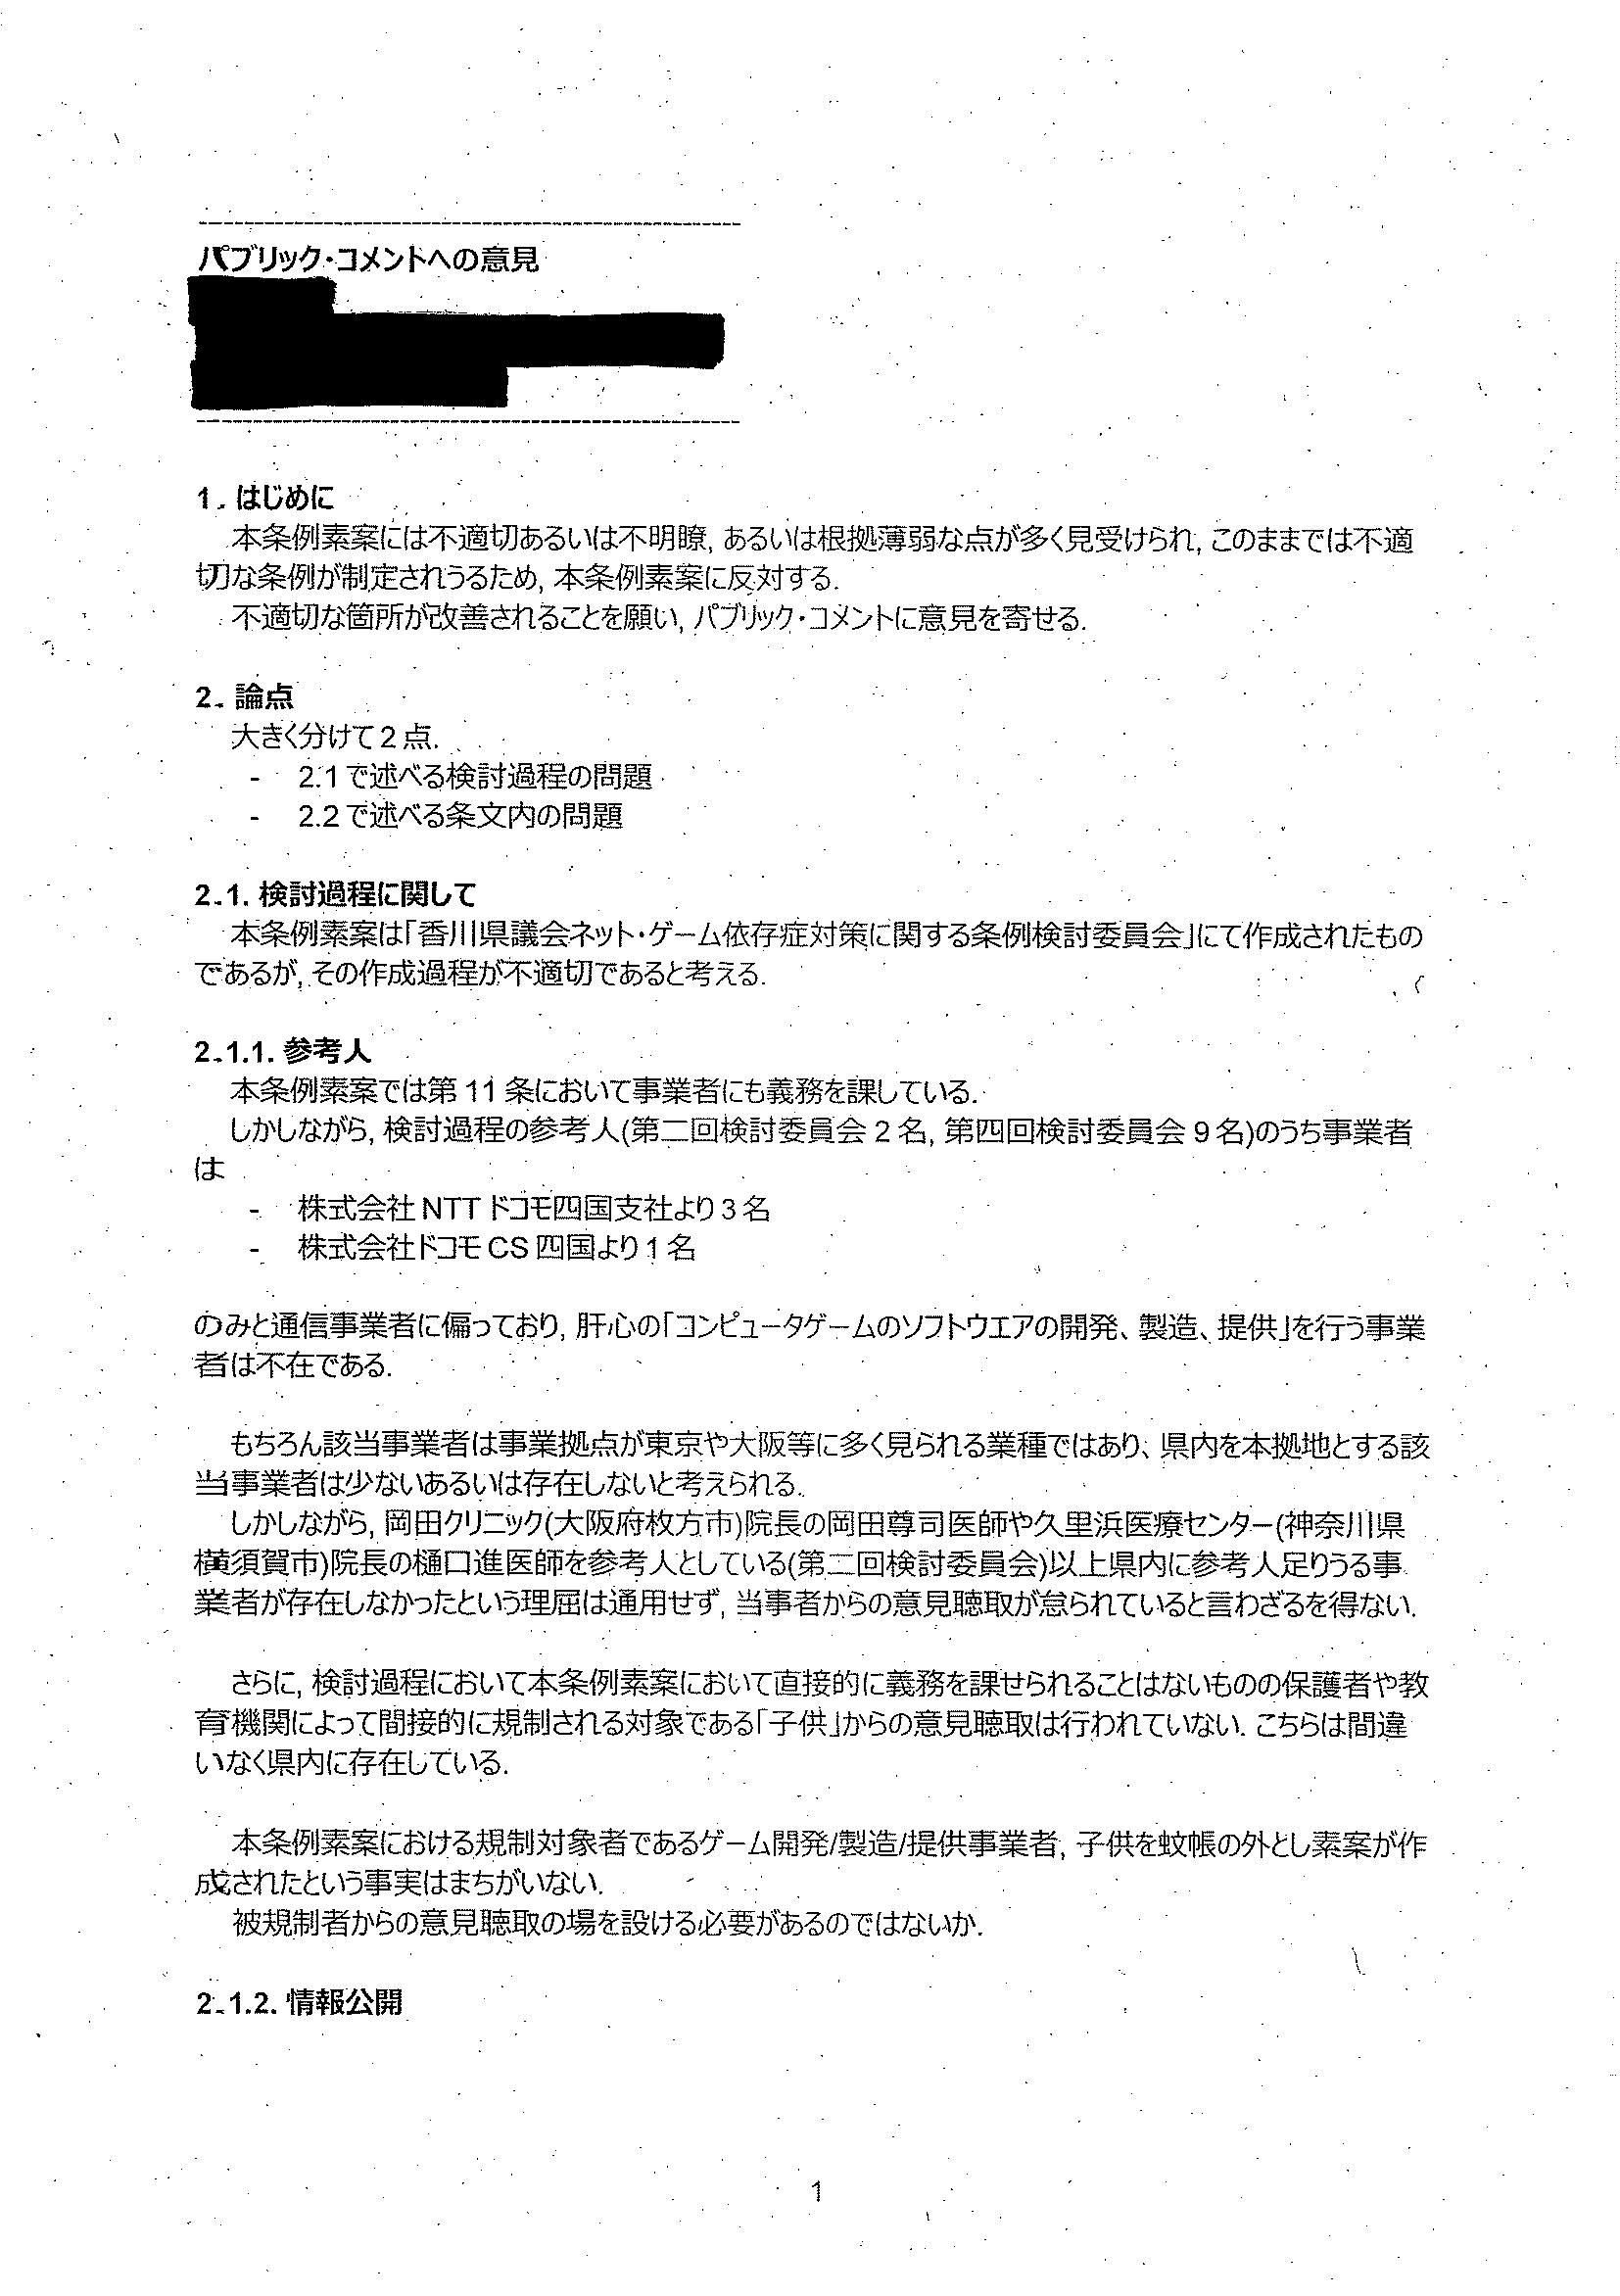 パブリック・コメントへの意見
1. はじめに
本条例素案には不適切あるいは不明瞭, あるいは根拠薄弱な点が多く見受けられ, このままでは不適
切な条例が制定されうるため, 本条例素案に反対する.
不適切な箇所が改善されることを願い, パブリック・コメントに意見を寄せる.
2. 論点
大きく分けて2点.
- 2.1で述べる検討過程の問題
- 2.2で述べる条文内の問題
2.1. 検討過程に関して
本条例素案は「香川県議会ネット・ゲーム依存症対策に関する条例検討委員会」にて作成されたもの
であるが, その作成過程が不適切であると考える.
2.1.1. 参考人
本条例素案では第11条において事業者にも義務を課している.
しかしながら, 検討過程の参考人(第二回検討委員会2名, 第四回検討委員会9名)のうち事業者
は
- 株式会社NTTドコモ四国支社より3名
- 株式会社ドコモCS四国より1名
のみと通信事業者に偏っており, 肝心の「コンピュータゲームのソフトウエアの開発、製造、提供」を行う事業
者は不在である.
もちろん該当事業者は事業拠点が東京や大阪等に多く見られる業種ではあり、県内を本拠地とする該
当事業者は少ないあるいは存在しないと考えられる.
しかしながら, 岡田クリニック(大阪府枚方市)院長の岡田尊司医師や久里浜医療センター(神奈川県
横須賀市)院長の樋口進医師を参考人としている(第二回検討委員会)以上県内に参考人足りうる事
業者が存在しなかったという理屈は通用せず, 当事者からの意見聴取が怠られていると言わざるを得ない.
さらに, 検討過程において本条例素案において直接的に義務を課せられることはないものの保護者や教
育機関によって間接的に規制される対象である「子供」からの意見聴取は行われていない. こちらは間違
いなく県内に存在している.
本条例素案における規制対象者であるゲーム開発/製造/提供事業者, 子供を蚊帳の外とし素案が作
成されたという事実はまちがいない.
被規制者からの意見聴取の場を設ける必要があるのではないか.
2.1.2. 情報公開
1